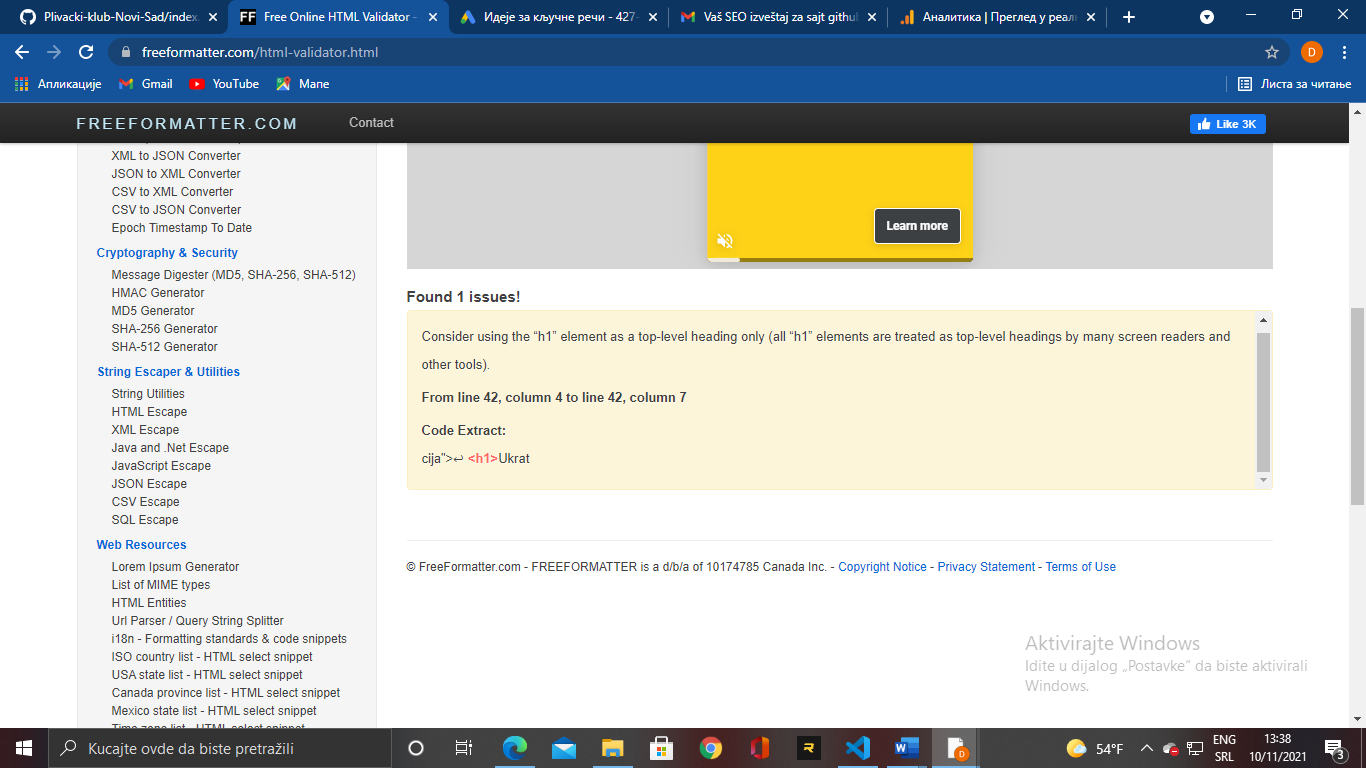 Plivacki-klub-Novi-Sad/index.
Free Online HTML Validator -
Идеје за кључне речи - 427-
Vaš SEO izveštaj za sajt githul
Аналитика | Преглед у реалн
freeformatter.com/html-validator.html
D
Апликације
Gmail
YouTube
Мапе
Листа за читање
FREEFORMATTER.COM
Contact
Like 3K
XML to JSON Converter
JSON to XML Converter
CSV to XML Converter
CSV to JSON Converter
Epoch Timestamp To Date
Cryptography & Security
Message Digester (MD5, SHA-256, SHA-512)
HMAC Generator
MD5 Generator
SHA-256 Generator
SHA-512 Generator
String Escaper & Utilities
String Utilities
HTML Escape
XML Escape
Java and .Net Escape
JavaScript Escape
JSON Escape
CSV Escape
SQL Escape
Web Resources
Lorem Ipsum Generator
List of MIME types
HTML Entities
Url Parser / Query String Splitter
i18n - Formatting standards & code snippets
ISO country list - HTML select snippet
USA state list - HTML select snippet
Canada province list - HTML select snippet
Mexico state list - HTML select snippet
Time zone list - HTML select snippet
Learn more
Found 1 issues!
Consider using the “h1” element as a top-level heading only (all “h1” elements are treated as top-level headings by many screen readers and
other tools).
From line 42, column 4 to line 42, column 7
Code Extract:
cija">↩ <h1>Ukrat
© FreeFormatter.com - FREEFORMATTER is a d/b/a of 10174785 Canada Inc. - Copyright Notice - Privacy Statement - Terms of Use
Aktivirajte Windows
Idite u dijalog „Postavke“ da biste aktivirali
Windows.
Kucajte ovde da biste pretražili
54°F
ENG
SRL
13:38
10/11/2021
3